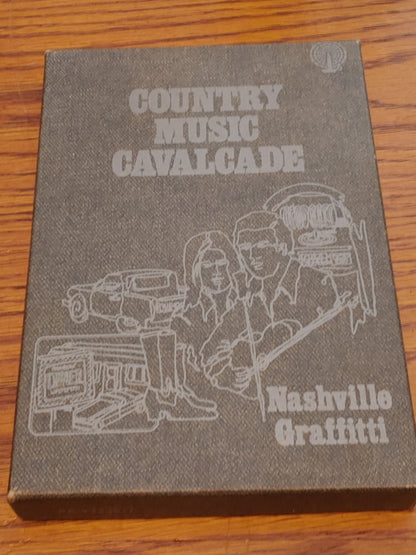 COUNTRY
MUSIC
CAVALCADE
Nashville
Graffitti